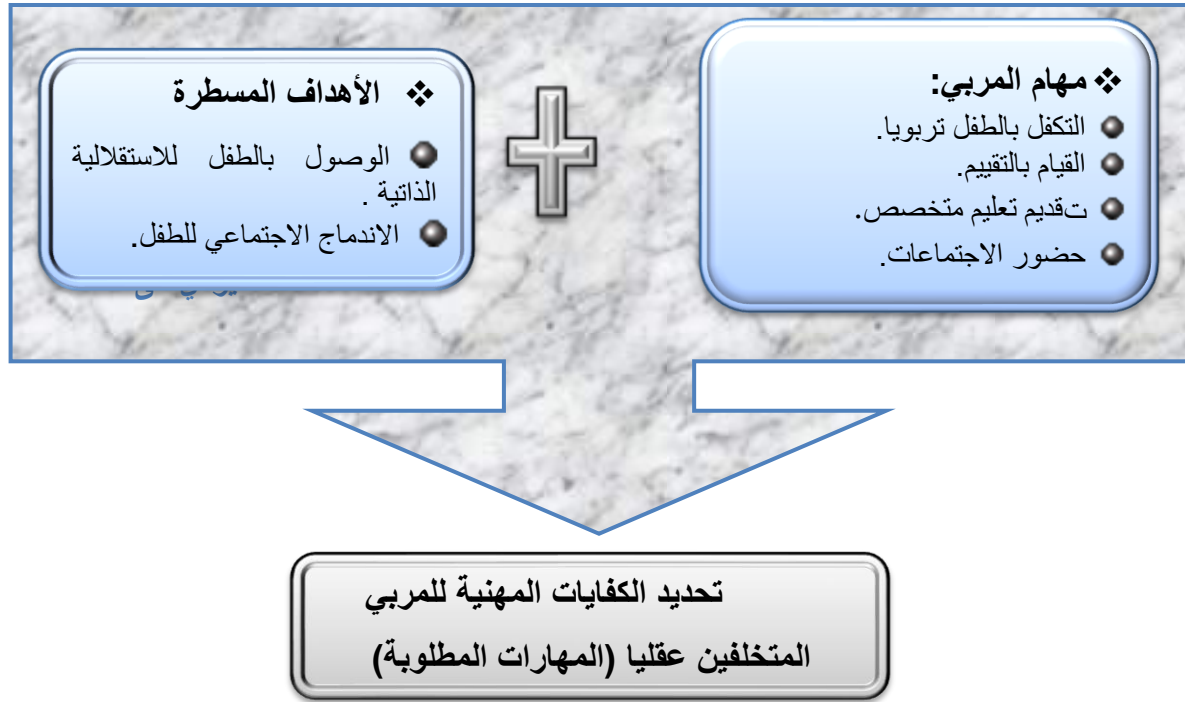 ❖ مهام المربي:
التكفل بالطفل تربويا.
القيام بالتقييم.
تقديم تعليم متخصص.
حضور الاجتماعات.
❖ الأهداف المسطرة
الوصول بالطفل للاستقلالية
الذاتية .
الاندماج الاجتماعي للطفل.
تحديد الكفايات المهنية للمربي
المتخلفين عقليا (المهارات المطلوبة)